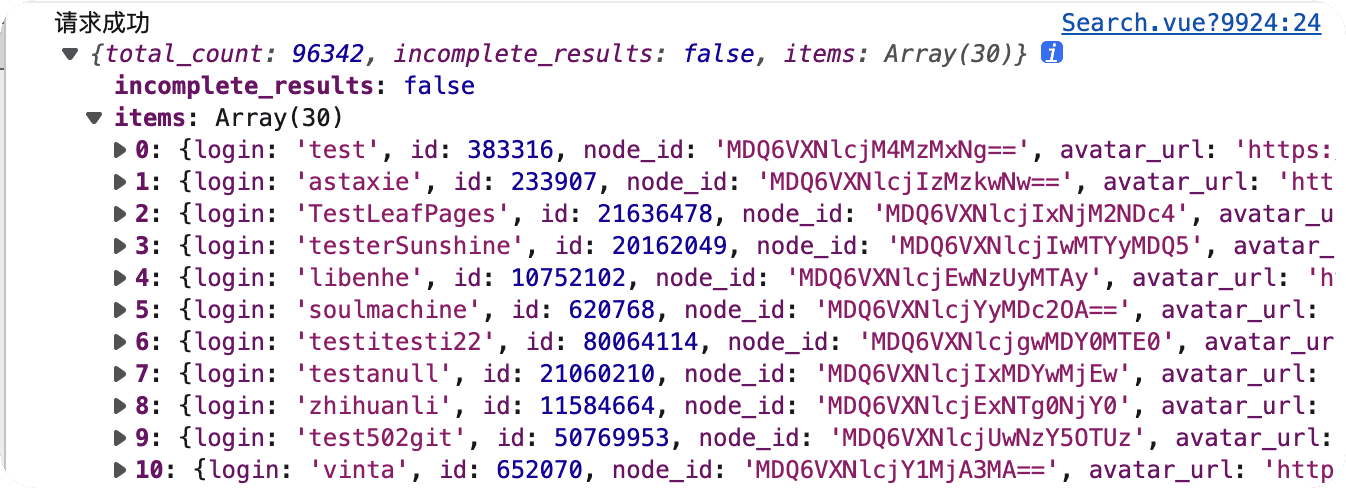 请求成功 Search.vue?9924:24
{total_count: 96342, incomplete_results: false, items: Array(30)} i
incomplete_results: false
items: Array(30)
0: {login: 'test', id: 383316, node_id: 'MDQ6VXNlcjM4MzMxNg==', avatar_url: 'https:
1: {login: 'astaxie', id: 233907, node_id: 'MDQ6VXNlcjIzMzkwNw==', avatar_url: 'htt
2: {login: 'TestLeafPages', id: 21636478, node_id: 'MDQ6VXNlcjIxNjM2NDc4', avatar_u
3: {login: 'testerSunshine', id: 20162049, node_id: 'MDQ6VXNlcjIwMTYyMDQ5', avatar_
4: {login: 'libenhe', id: 10752102, node_id: 'MDQ6VXNlcjEwNzUyMTAy', avatar_url: 'h
5: {login: 'soulmachine', id: 620768, node_id: 'MDQ6VXNlcjYyMDc2OA==', avatar_url:
6: {login: 'testitesti22', id: 80064114, node_id: 'MDQ6VXNlcjgwMDY0MTE0', avatar_ur
7: {login: 'testanull', id: 21060210, node_id: 'MDQ6VXNlcjIxMDYwMjEw', avatar_url:
8: {login: 'zhihuanli', id: 11584664, node_id: 'MDQ6VXNlcjExNTg0NjY0', avatar_url:
9: {login: 'test502git', id: 50769953, node_id: 'MDQ6VXNlcjUwNzY5OTUz', avatar_url:
10: {login: 'vinta', id: 652070, node_id: 'MDQ6VXNlcjY1MjA3MA==', avatar_url: 'http